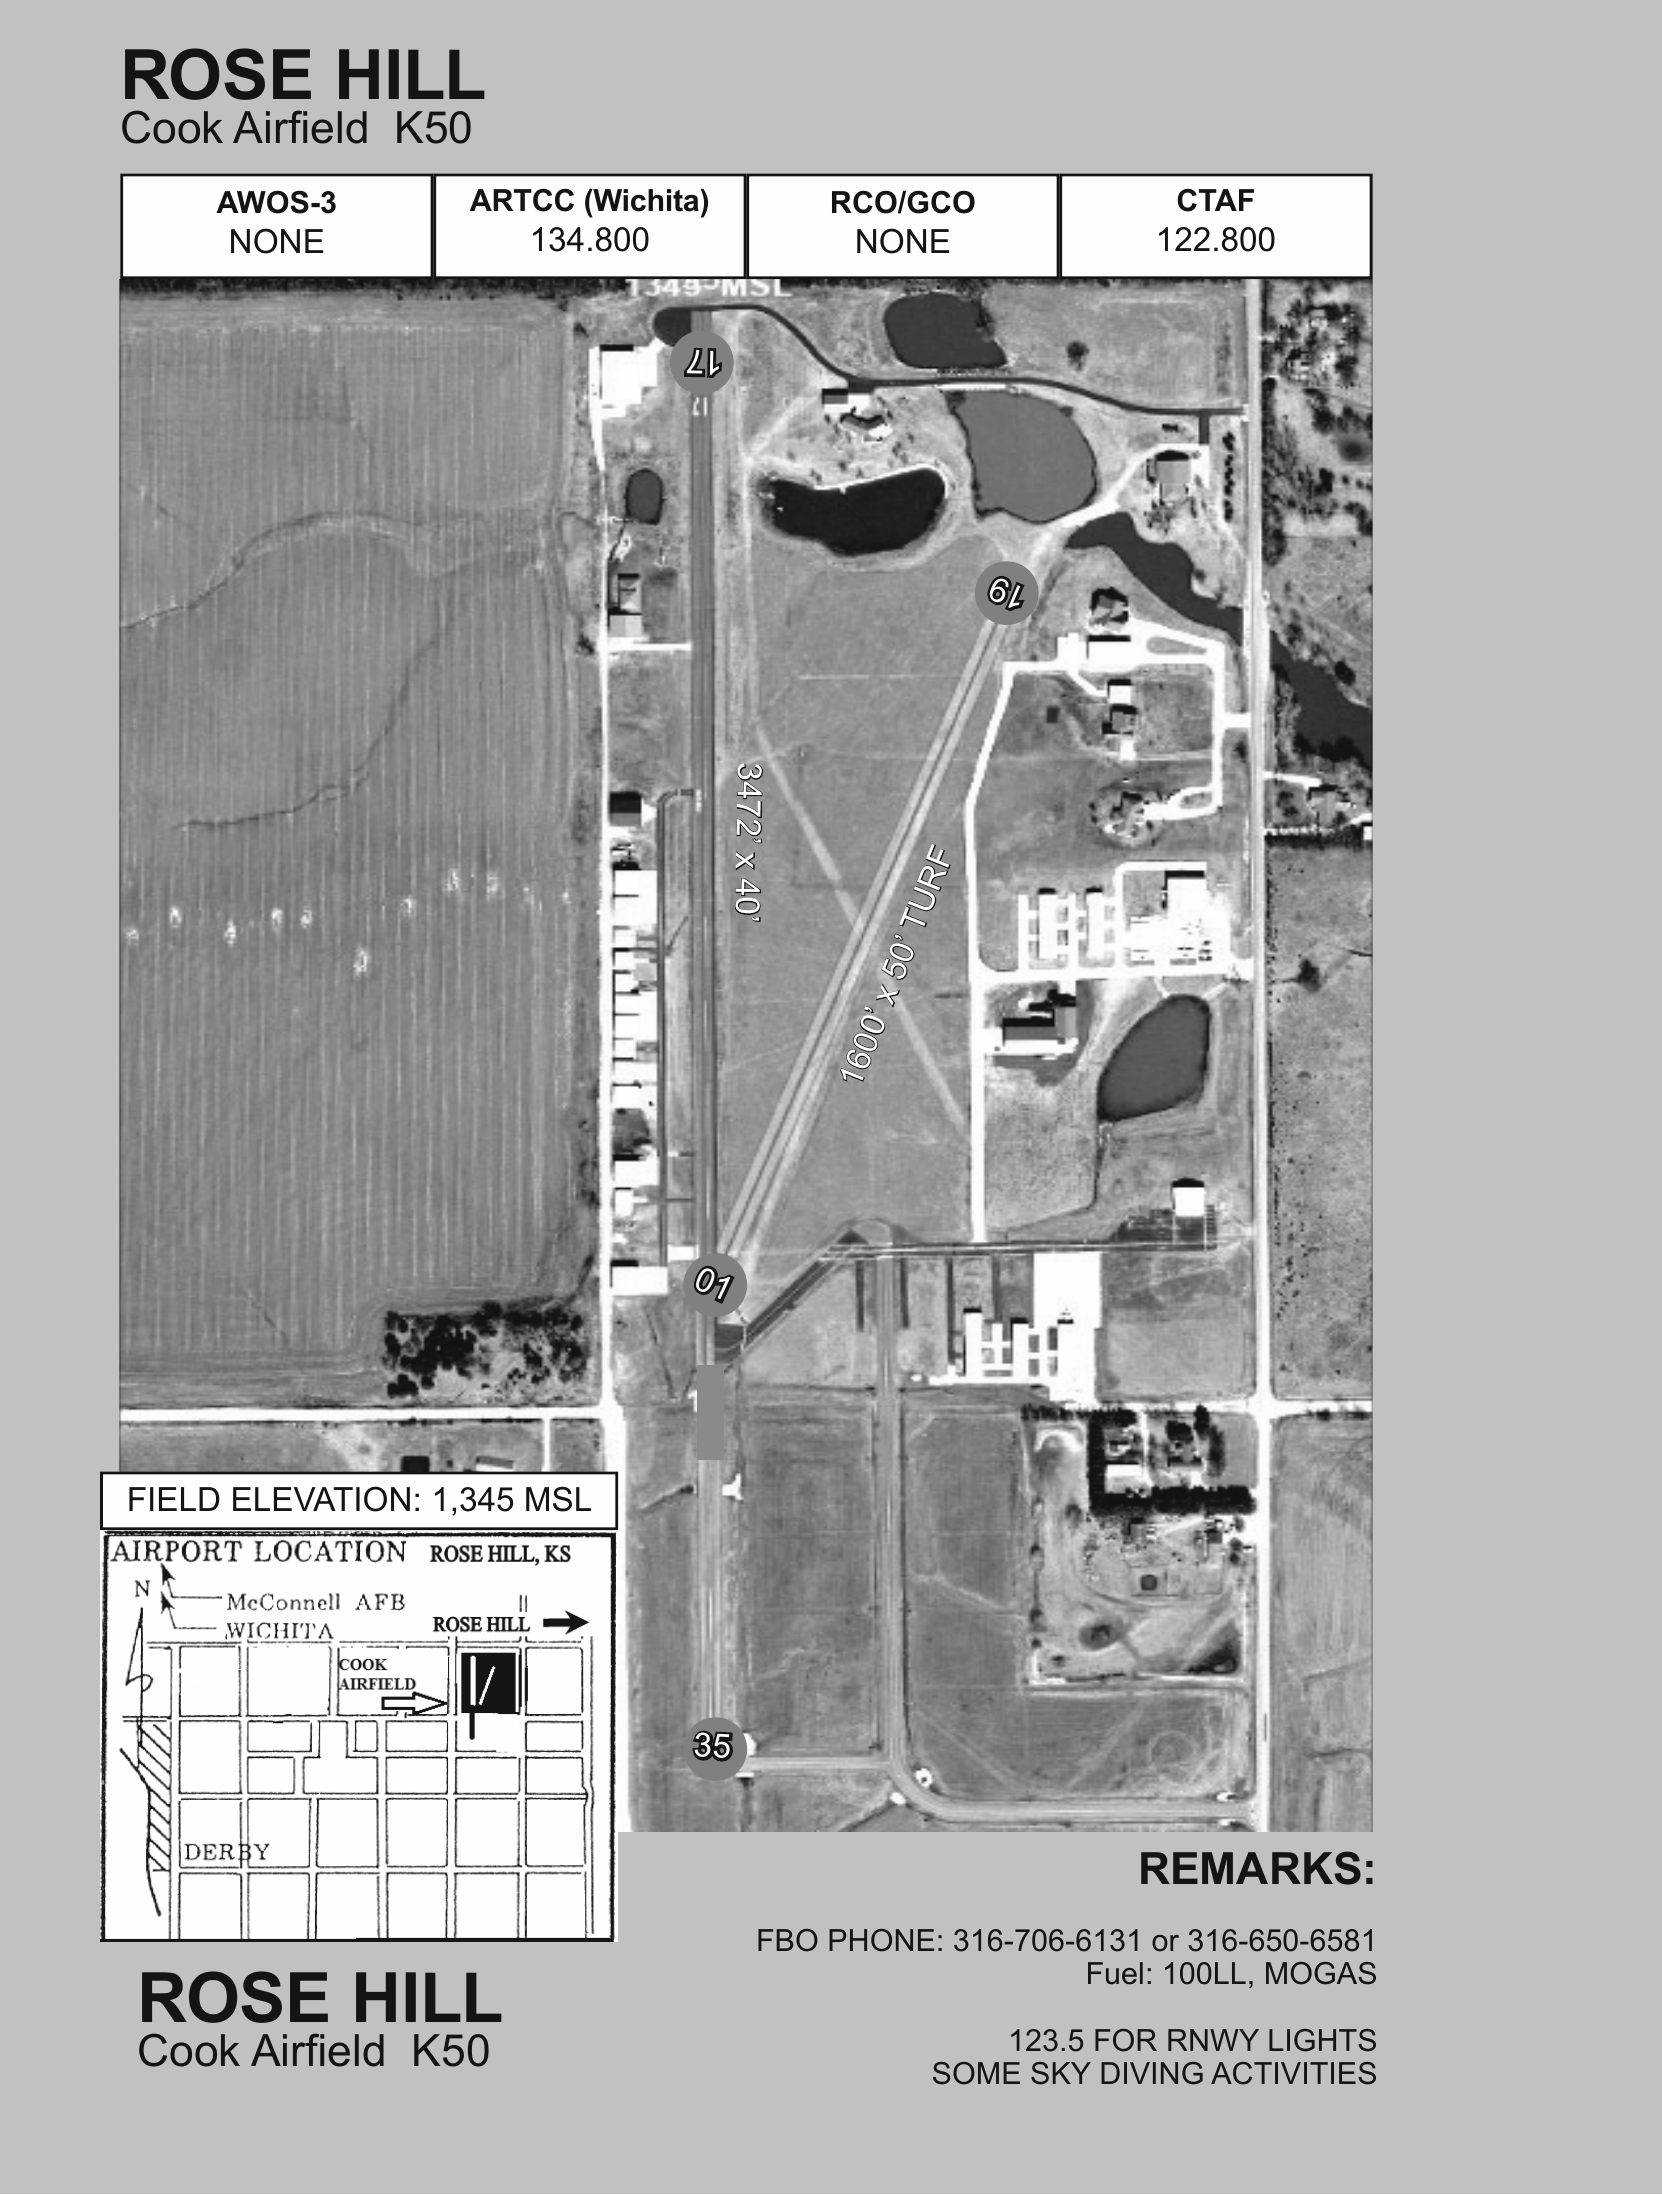 ROSE HILL
Cook Airfield K50
AWOS-3
NONE
ARTCC (Wichita)
134.800
RCO/GCO
NONE
CTAF
122.800
1349' MSL
17
17
19
3472' x 40'
1600' x 50' TURF
01
35
FIELD ELEVATION: 1,345 MSL
AIRPORT LOCATION ROSE HILL, KS
N
McConnell AFB
WICHITA
ROSE HILL
COOK
AIRFIELD
DERBY
ROSE HILL
Cook Airfield K50
REMARKS:
FBO PHONE: 316-706-6131 or 316-650-6581
Fuel: 100LL, MOGAS
123.5 FOR RNWY LIGHTS
SOME SKY DIVING ACTIVITIES